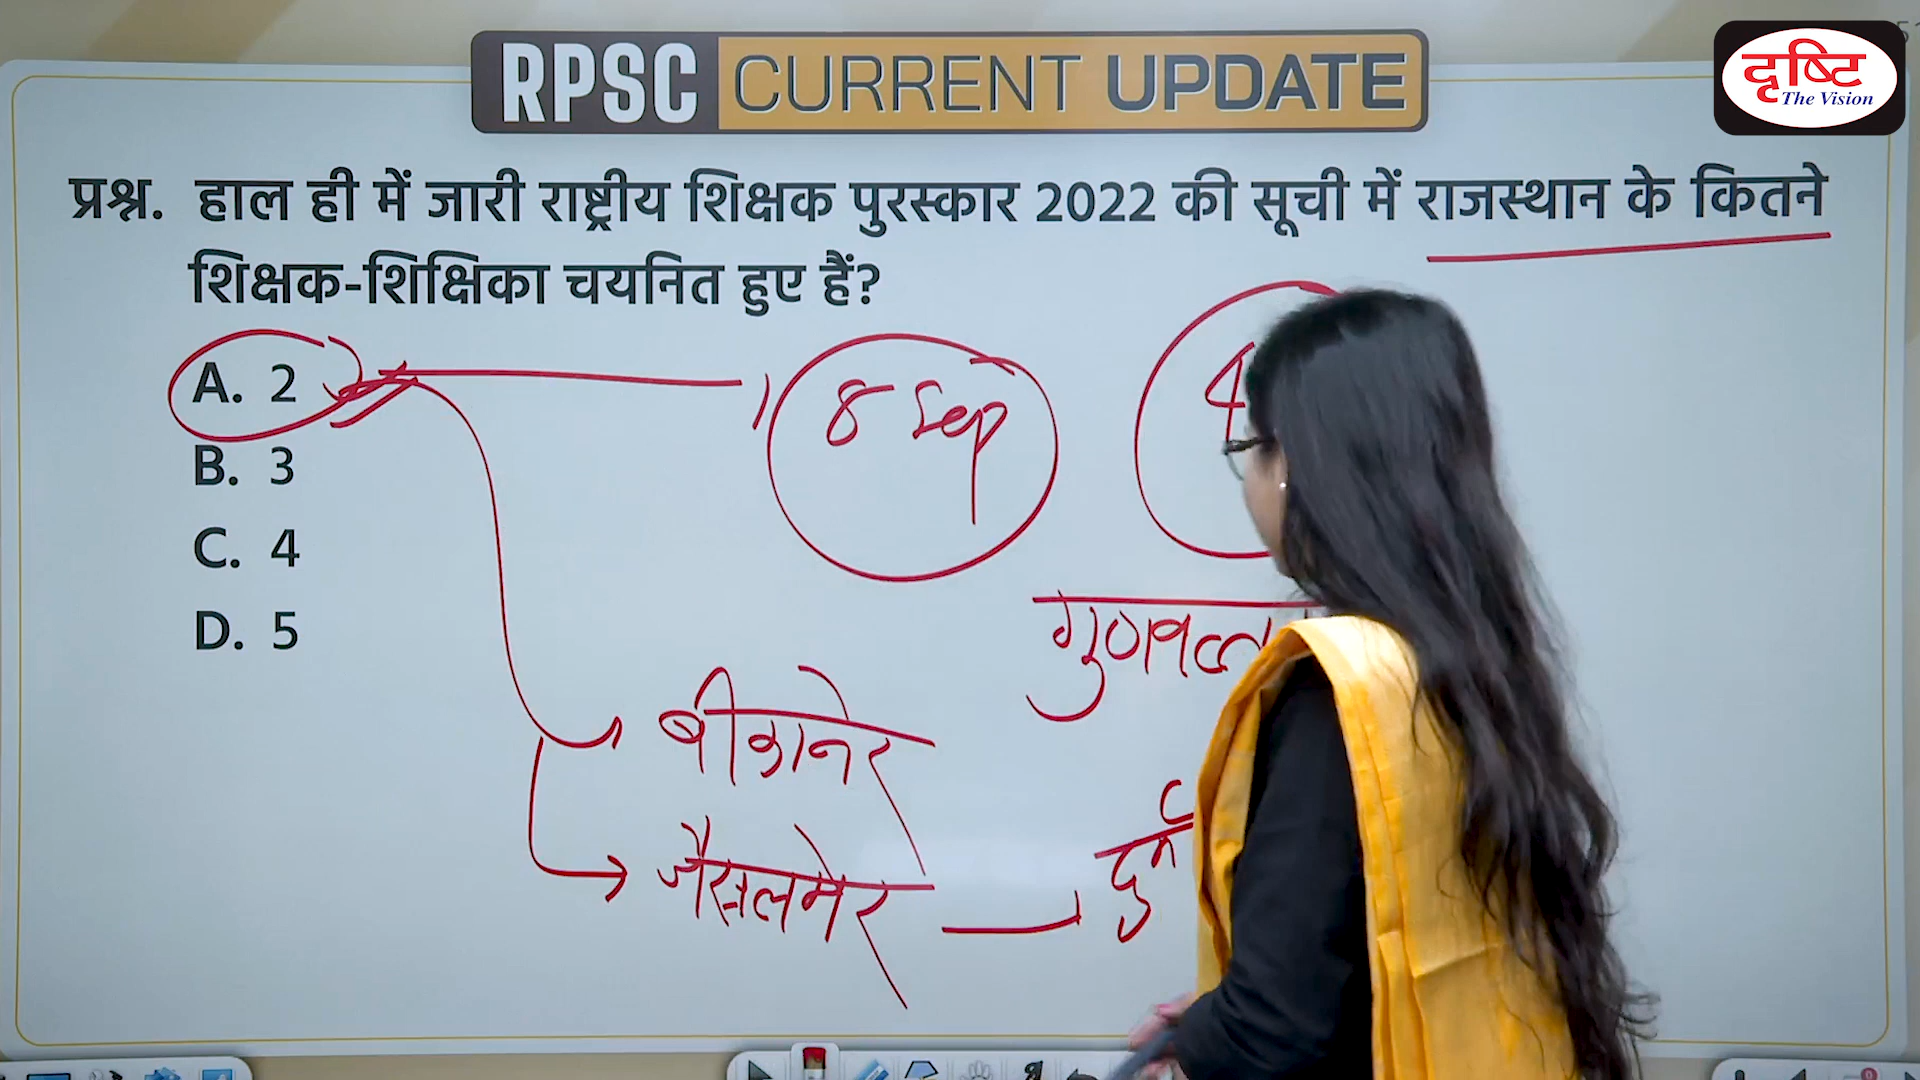 RPSC CURRENT UPDATE
दृष्टि
The Vision
प्रश्न. हाल ही में जारी राष्ट्रीय शिक्षक पुरस्कार 2022 की सूची में राजस्थान के कितने
शिक्षक-शिक्षिका चयनित हुए हैं?
A. 2
B. 3
C. 4
D. 5
8 Sep
4
बीकानेर
जैसलमेर